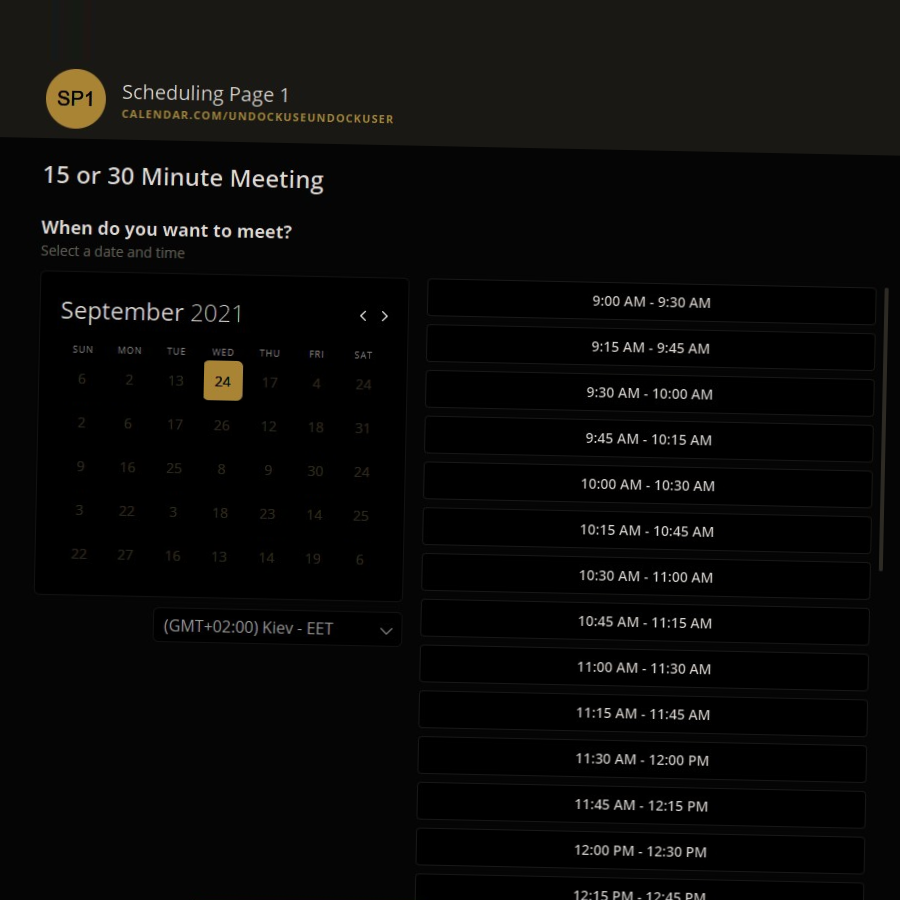 SP1
Scheduling Page 1
CALENDAR.COM/UNDOCKUSEUNDOCKUSER
15 or 30 Minute Meeting
When do you want to meet?
Select a date and time
September 2021
SUN MON TUE WED THU FRI SAT
6 2 13 24 17 4 24
2 6 17 26 12 18 31
9 16 25 8 9 30 24
3 22 3 18 23 14 25
22 27 16 13 14 19 6
(GMT+02:00) Kiev - EET
9:00 AM - 9:30 AM
9:15 AM - 9:45 AM
9:30 AM - 10:00 AM
9:45 AM - 10:15 AM
10:00 AM - 10:30 AM
10:15 AM - 10:45 AM
10:30 AM - 11:00 AM
10:45 AM - 11:15 AM
11:00 AM - 11:30 AM
11:15 AM - 11:45 AM
11:30 AM - 12:00 PM
11:45 AM - 12:15 PM
12:00 PM - 12:30 PM
12:15 PM - 12:45 PM